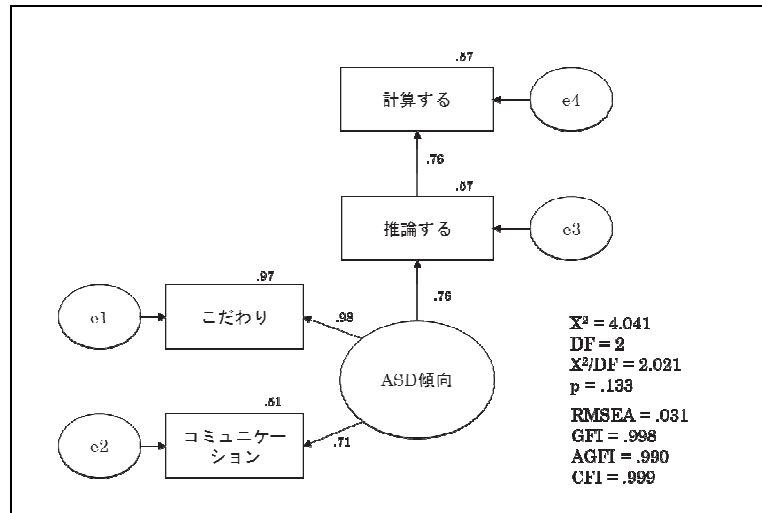 .57
計算する
e4
.76
.57
推論する
e3
.97
.76
e1
こだわり
.98
X² = 4.041
DF = 2
X²/DF = 2.021
p = .133
ASD傾向
.51
RMSEA = .031
e2
コミュニケー
ション
.71
GFI = .998
AGFI = .990
CFI = .999